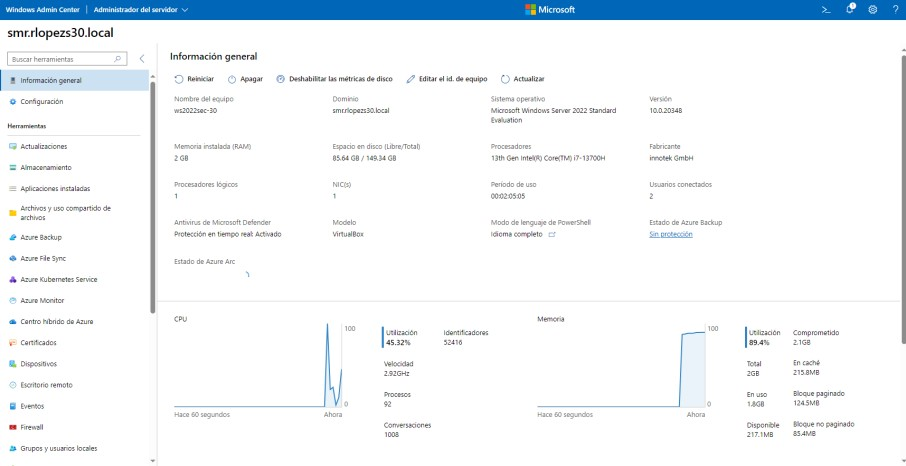 Windows Admin Center | Administrador del servidor
Microsoft
smr.rlopezs30.local
Buscar herramientas
Información general
Configuración
Herramientas
Actualizaciones
Almacenamiento
Aplicaciones instaladas
Archivos y uso compartido de
archivos
Azure Backup
Azure File Sync
Azure Kubernetes Service
Azure Monitor
Centro híbrido de Azure
Certificados
Dispositivos
Escritorio remoto
Eventos
Firewall
Grupos y usuarios locales
Información general
Reiniciar Apagar Deshabilitar las métricas de disco Editar el id. de equipo Actualizar
Nombre del equipo Dominio Sistema operativo Versión
ws2022sec-30 smr.rlopezs30.local Microsoft Windows Server 2022 Standard 10.0.20348
Evaluation
Memoria instalada (RAM) Espacio en disco (Libre/Total) Procesadores Fabricante
2 GB 85.64 GB / 149.34 GB 13th Gen Intel(R) Core(TM) i7-13700H innotek GmbH
Procesadores lógicos NIC(s) Período de uso Usuarios conectados
1 1 00:02:05:05 2
Antivirus de Microsoft Defender Modelo Modo de lenguaje de PowerShell Estado de Azure Backup
Protección en tiempo real: Activado VirtualBox Idioma completo Sin protección
Estado de Azure Arc
CPU
100
0
Hace 60 segundos Ahora
Utilización Identificadores
45.32% 52416
Velocidad
2.92GHz
Procesos
92
Conversaciones
1008
Memoria
100
0
Hace 60 segundos Ahora
Utilización Comprometido
89.4% 2.1GB
Total En caché
2GB 215.8MB
En uso Bloque paginado
1.8GB 124.5MB
Disponible Bloque no paginado
217.1MB 85.4MB